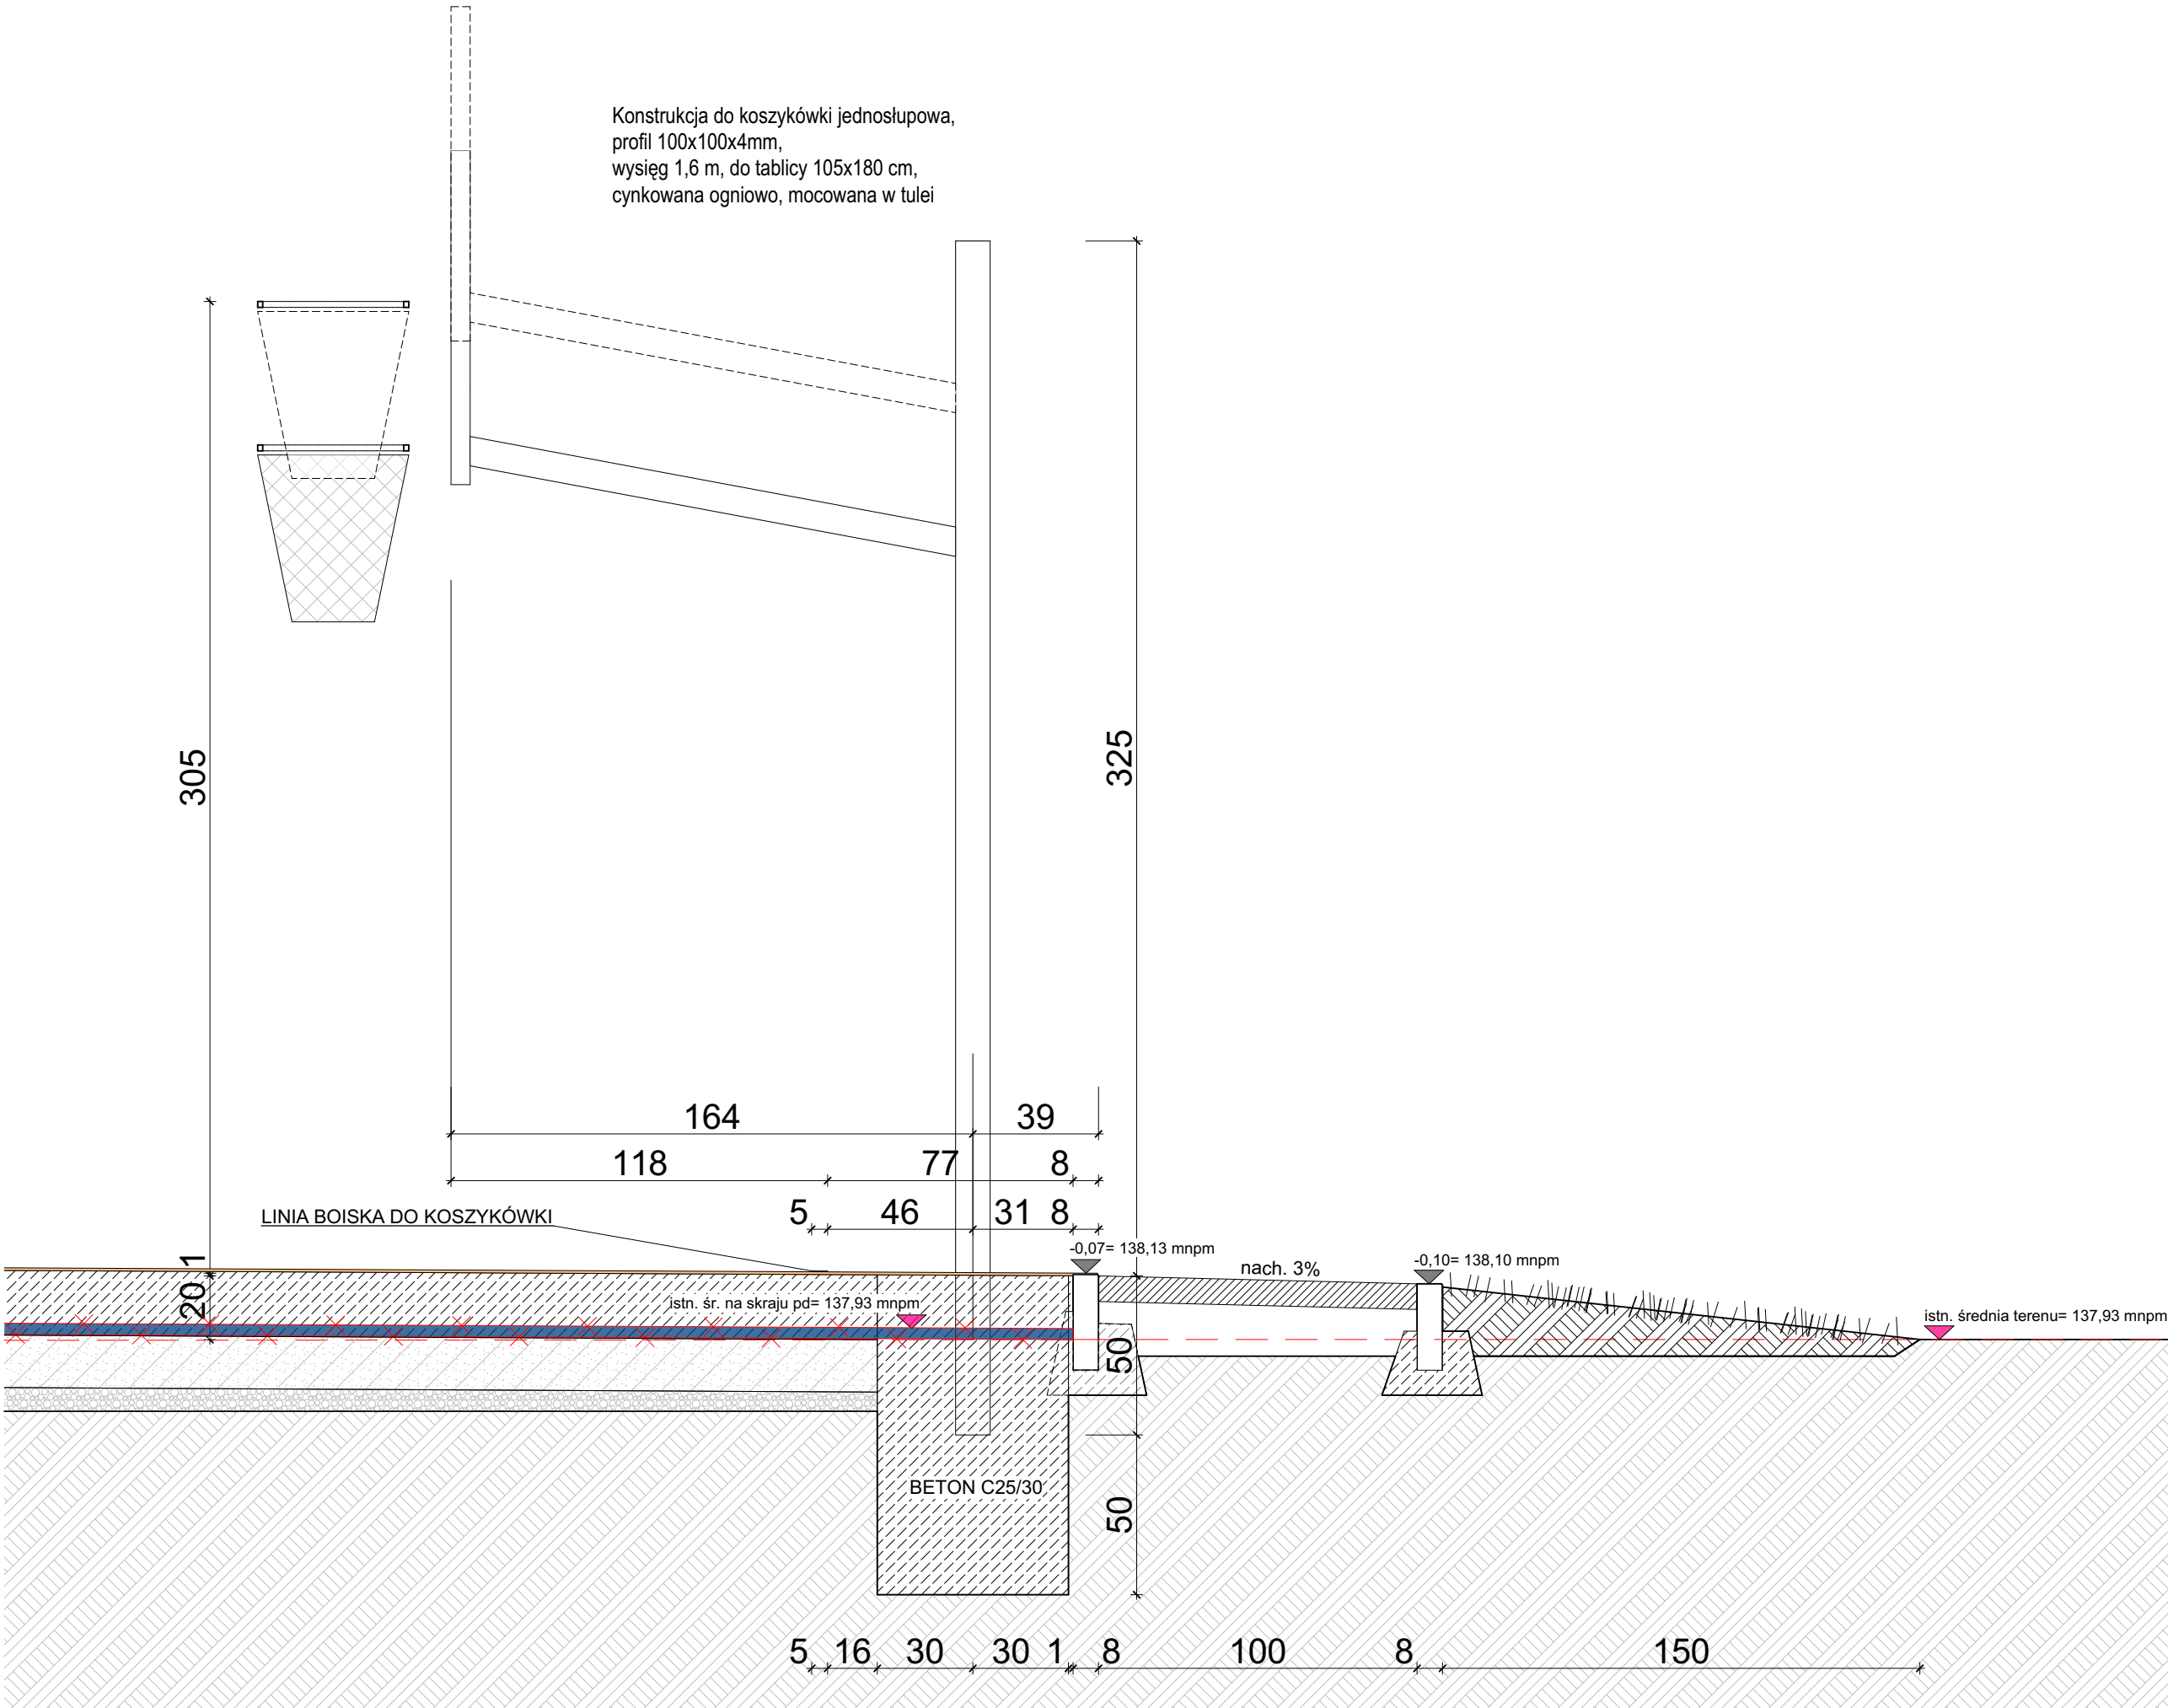 Konstrukcja do koszykówki jednosłupowa,
profil 100x100x4mm,
wysięg 1,6 m, do tablicy 105x180 cm,
cynkowana ogniowo, mocowana w tulei
305
325
164
39
118
77
8
5
46
31
8
LINIA BOISKA DO KOSZYKÓWKI
-0,07= 138,13 mnpm
nach. 3%
-0,10= 138,10 mnpm
1
20
istn. śr. na skraju pd= 137,93 mnpm
istn. średnia terenu= 137,93 mnpm
50
BETON C25/30
50
5
16
30
30
1
8
100
8
150